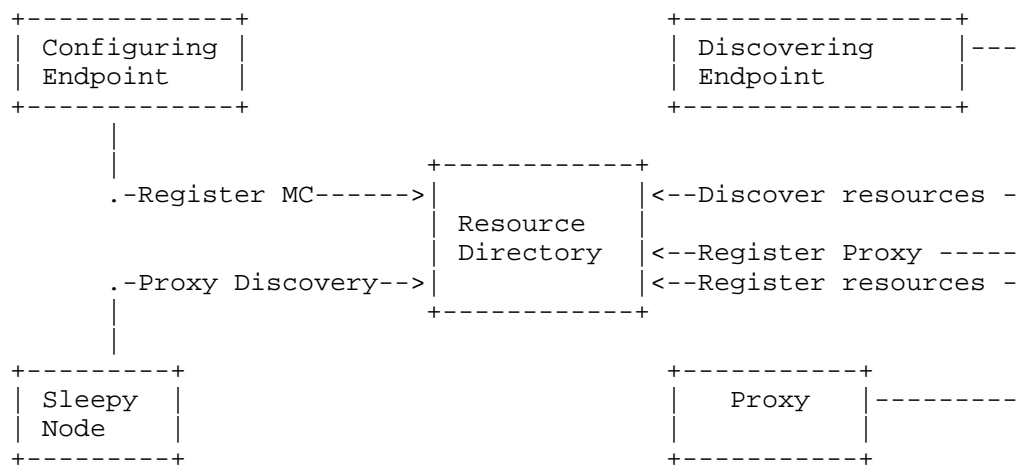 Configuring
Endpoint
Discovering
Endpoint
Register MC
Discover resources
Resource
Directory
Register Proxy
Proxy Discovery
Register resources
Sleepy
Node
Proxy